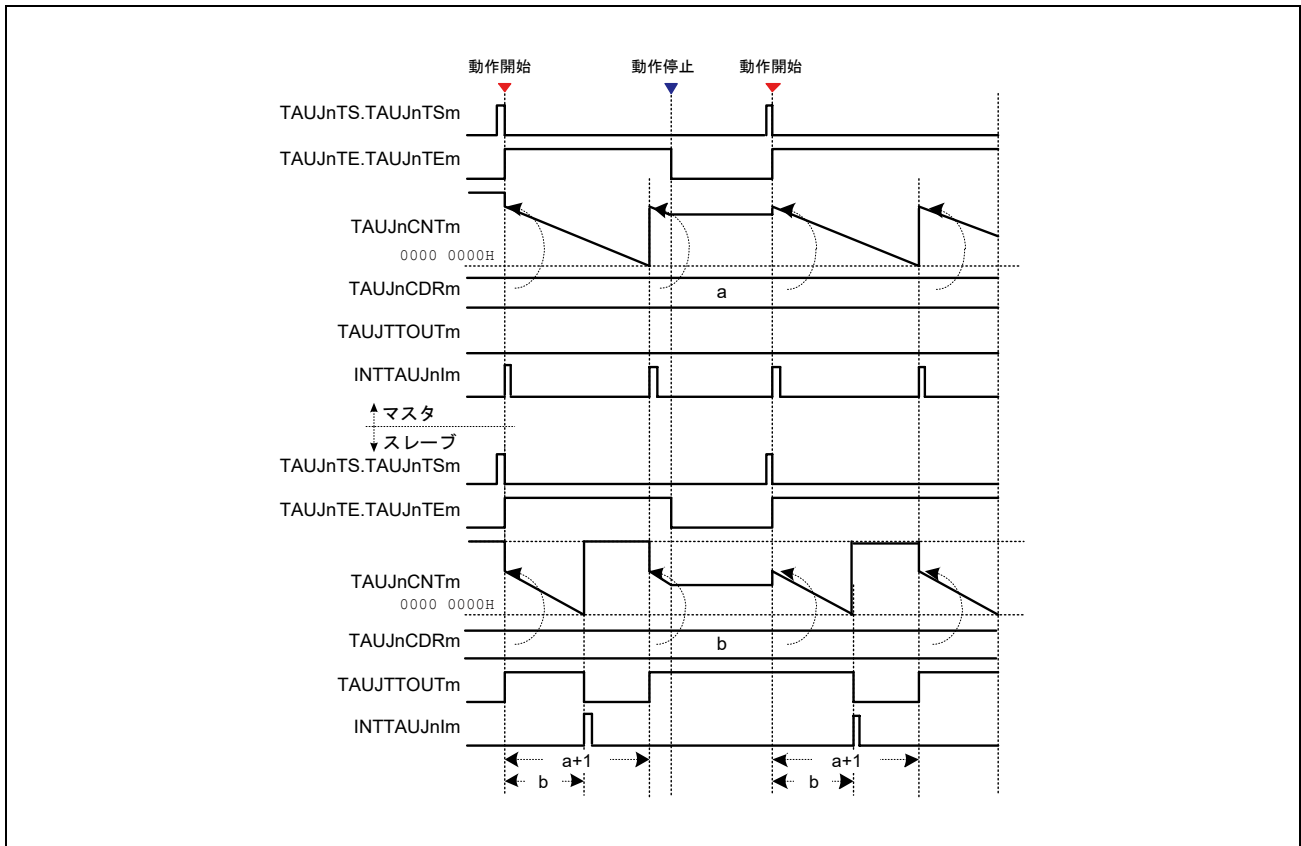 動作開始 動作停止 動作開始
TAUJnTS.TAUJnTSm
TAUJnTE.TAUJnTEm
TAUJnCNTm
0000 0000H
TAUJnCDRm a
TAUJTTOUTm
INTTAUJnIm
マスタ
スレーブ
TAUJnTS.TAUJnTSm
TAUJnTE.TAUJnTEm
TAUJnCNTm
0000 0000H
TAUJnCDRm b
TAUJTTOUTm
INTTAUJnIm
a+1 a+1
b b